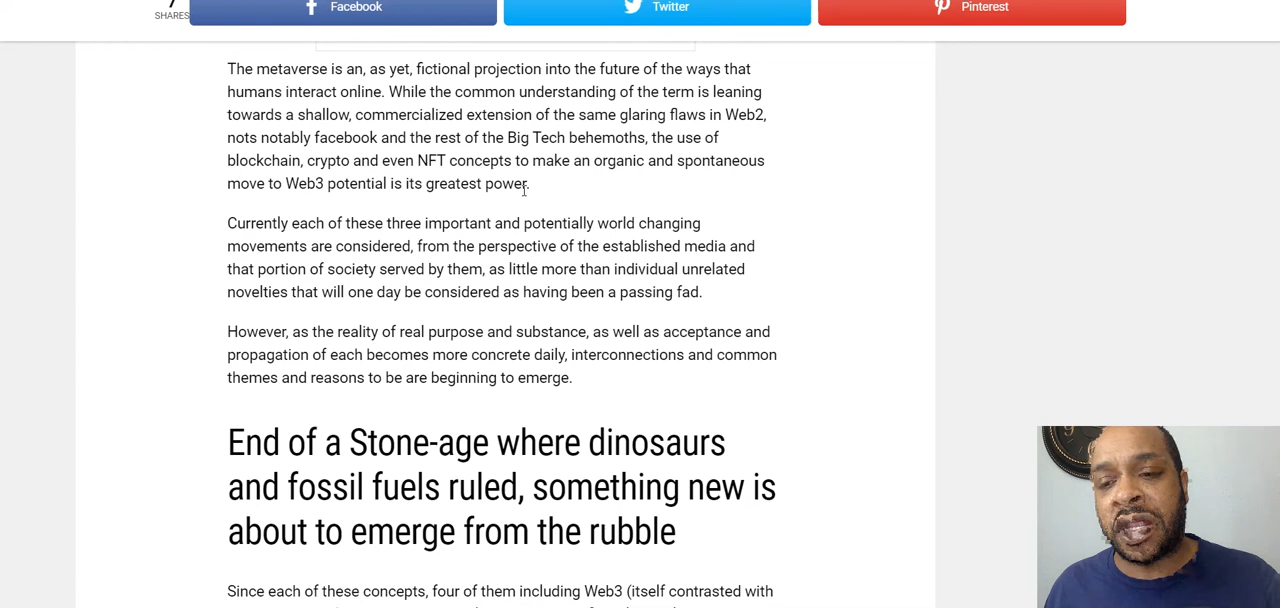 SHARES
Facebook
Twitter
Pinterest
The metaverse is an, as yet, fictional projection into the future of the ways that
humans interact online. While the common understanding of the term is leaning
towards a shallow, commercialized extension of the same glaring flaws in Web2,
nots notably facebook and the rest of the Big Tech behemoths, the use of
blockchain, crypto and even NFT concepts to make an organic and spontaneous
move to Web3 potential is its greatest power.
Currently each of these three important and potentially world changing
movements are considered, from the perspective of the established media and
that portion of society served by them, as little more than individual unrelated
novelties that will one day be considered as having been a passing fad.
However, as the reality of real purpose and substance, as well as acceptance and
propagation of each becomes more concrete daily, interconnections and common
themes and reasons to be are beginning to emerge.
End of a Stone-age where dinosaurs
and fossil fuels ruled, something new is
about to emerge from the rubble
Since each of these concepts, four of them including Web3 (itself contrasted with